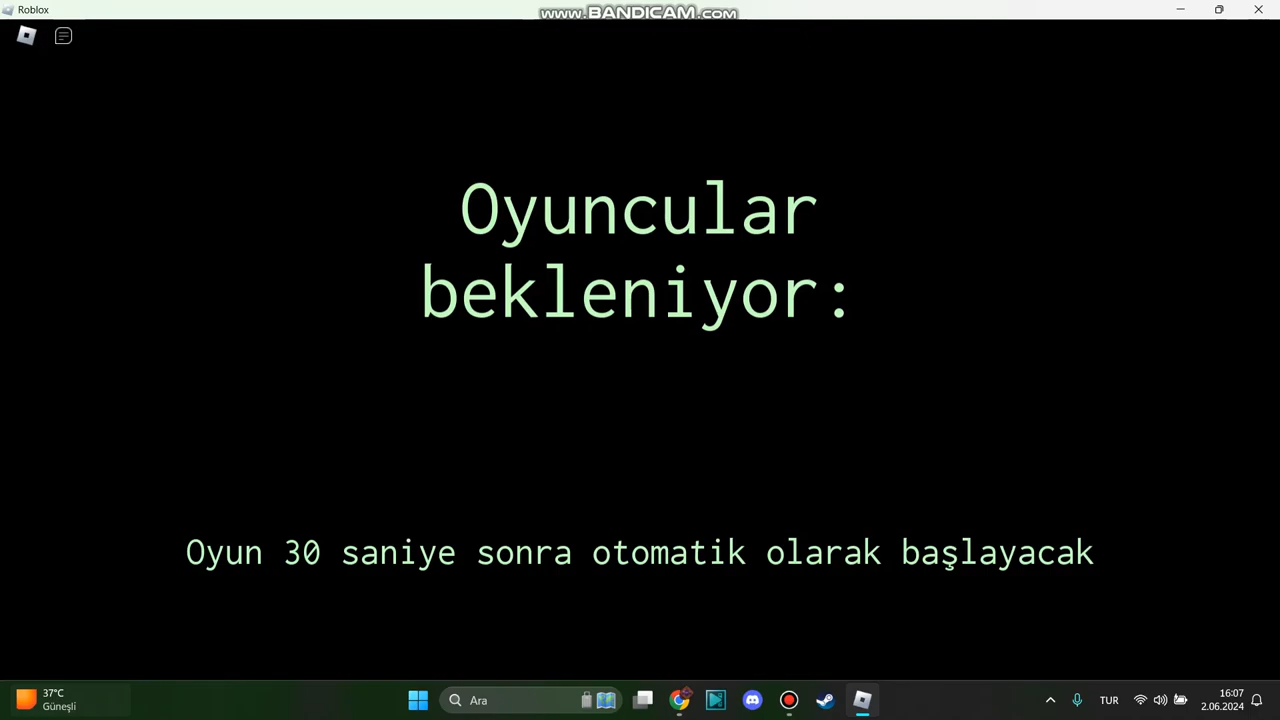 Roblox
www.BANDICAM.com
Oyuncular
bekleniyor:
Oyun 30 saniye sonra otomatik olarak başlayacak
37°C
Güneşli
Ara
TUR
16:07
2.06.2024